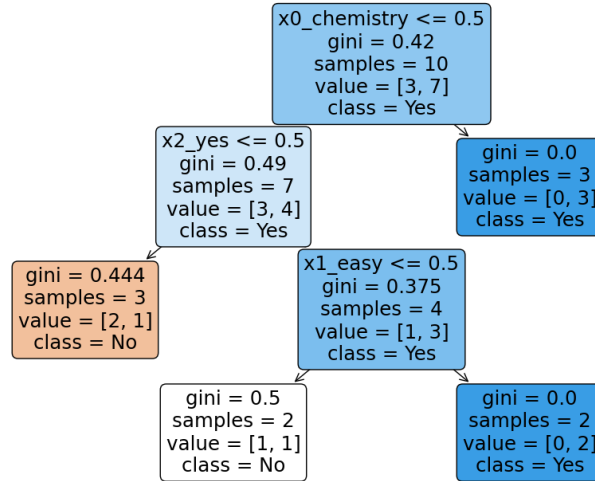 x0_chemistry <= 0.5
gini = 0.42
samples = 10
value = [3, 7]
class = Yes
x2_yes <= 0.5
gini = 0.49
samples = 7
value = [3, 4]
class = Yes
gini = 0.0
samples = 3
value = [0, 3]
class = Yes
gini = 0.444
samples = 3
value = [2, 1]
class = No
x1_easy <= 0.5
gini = 0.375
samples = 4
value = [1, 3]
class = Yes
gini = 0.5
samples = 2
value = [1, 1]
class = No
gini = 0.0
samples = 2
value = [0, 2]
class = Yes